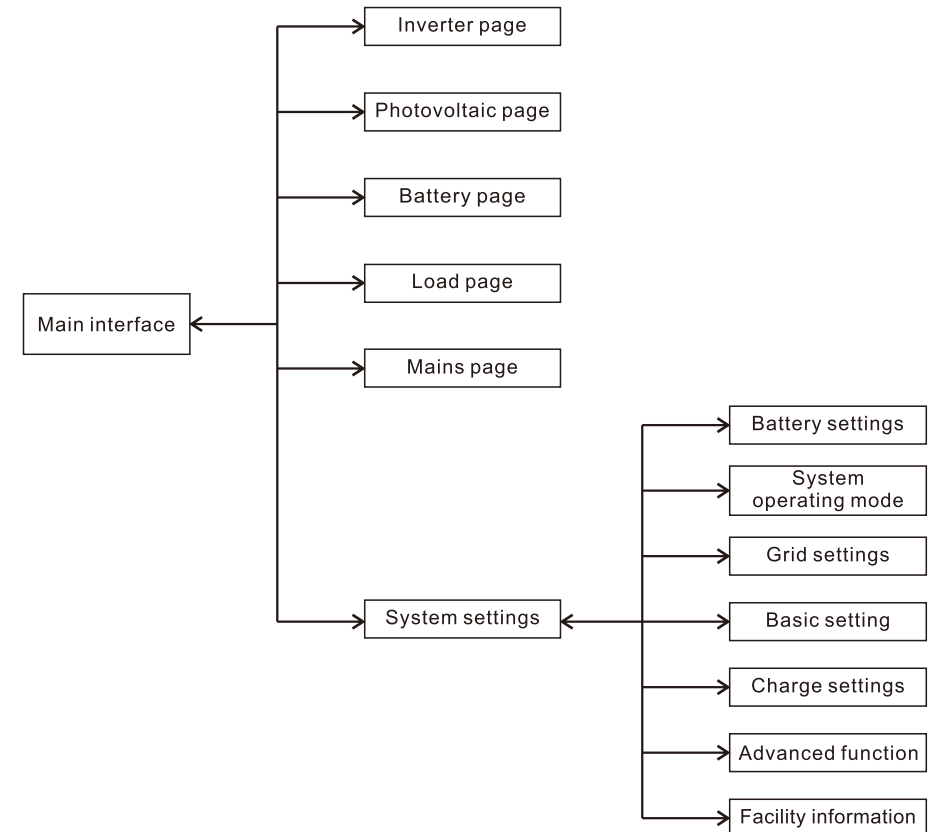 Inverter page
Photovoltaic page
Battery page
Load page
Main interface
Mains page
Battery settings
System
operating mode
Grid settings
System settings
Basic setting
Charge settings
Advanced function
Facility information